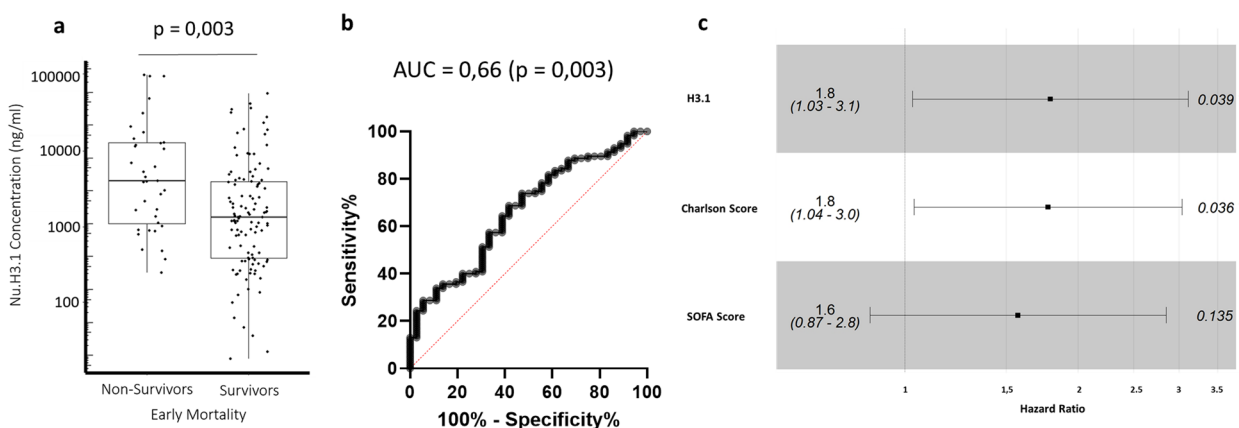 a
p = 0,003
Nu.H3.1 Concentration (ng/ml)
100000
10000
1000
100
Non-Survivors
Survivors
Early Mortality
b
AUC = 0,66 (p = 0,003)
Sensitivity%
100
80
60
40
20
0
0 20 40 60 80 100
100% - Specificity%
c
H3.1
1.8
(1.03 - 3.1)
0.039
Charlson Score
1.8
(1.04 - 3.0)
0.036
SOFA Score
1.6
(0.87 - 2.8)
0.135
1 1,5 2 2.5 3 3.5
Hazard Ratio